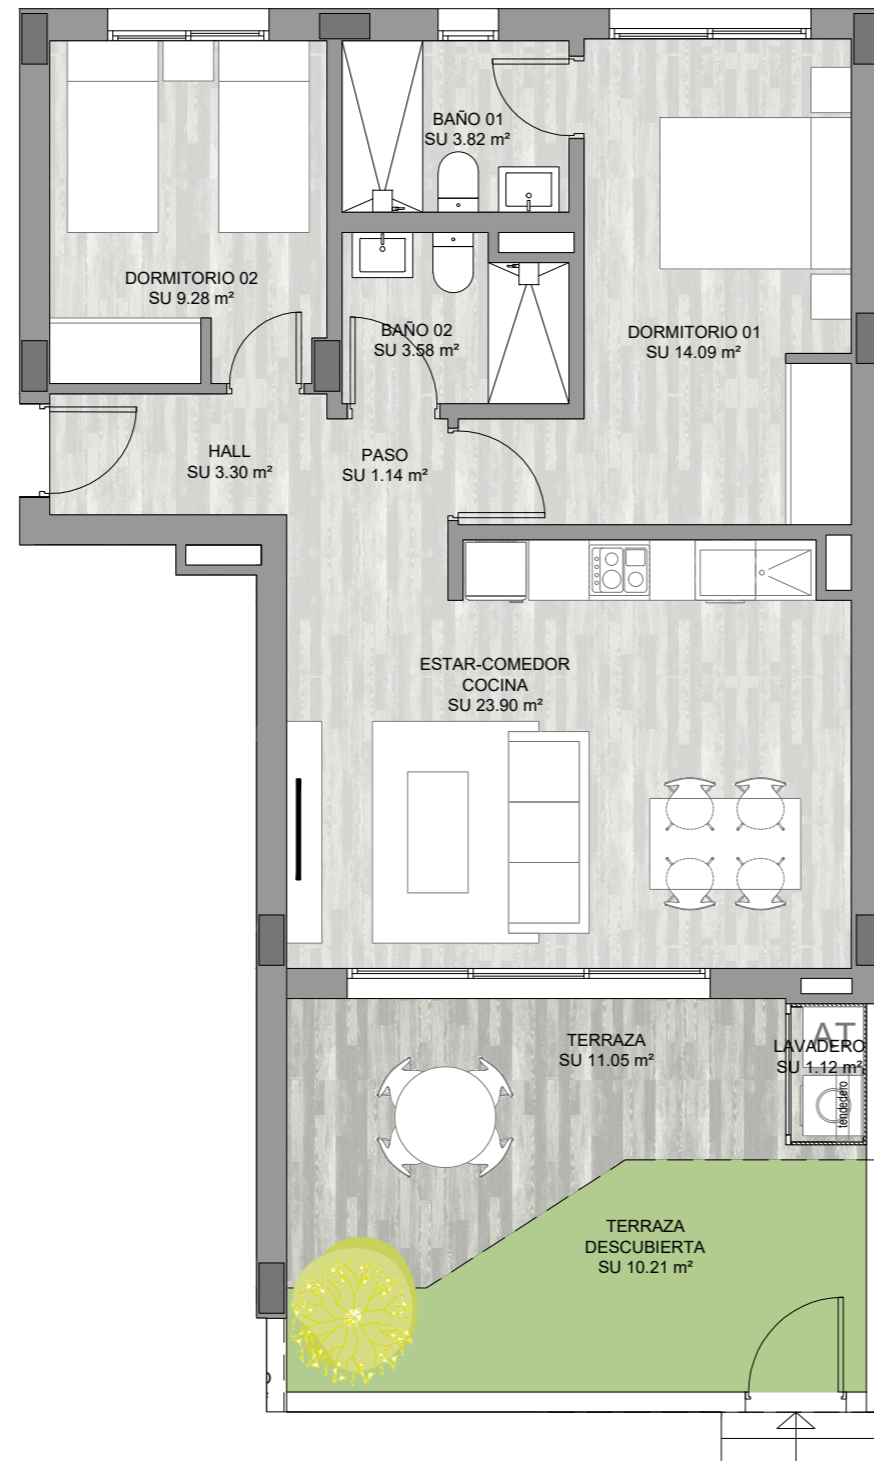 BAÑO 01
SU 3.82 m²
DORMITORIO 02
SU 9.28 m²
BAÑO 02
SU 3.58 m²
DORMITORIO 01
SU 14.09 m²
HALL
SU 3.30 m²
PASO
SU 1.14 m²
ESTAR-COMEDOR
COCINA
SU 23.90 m²
TERRAZA
SU 11.05 m²
AT
LAVADERO
SU 1.12 m²
tendedero
TERRAZA
DESCUBIERTA
SU 10.21 m²